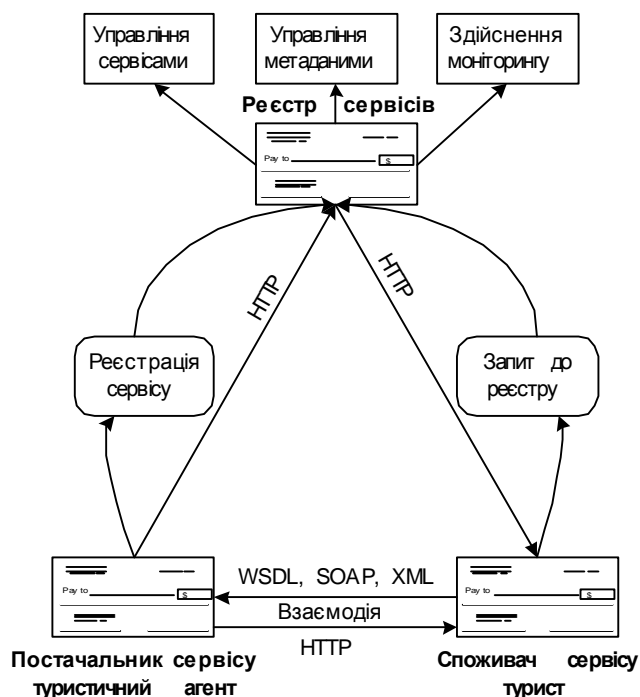 Управління
сервісами
Управління
метаданими
Здійснення
моніторингу
Реєстр сервісів
Pay to $
HTTP
HTTP
Реєстрація
сервісу
Запит до
реєстру
Pay to $
WSDL, SOAP, XML
Взаємодія
HTTP
Pay to $
Постачальник сервісу
туристичний агент
Споживач сервісу
турист